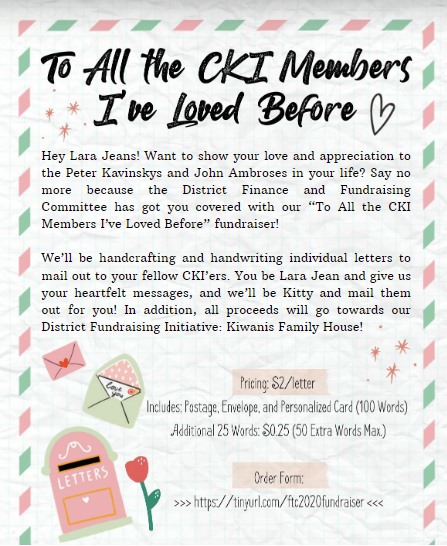 To All the CKI Members
I've Loved Before
Hey Lara Jeans! Want to show your love and appreciation to
the Peter Kavinskys and John Ambroses in your life? Say no
more because the District Finance and Fundraising
Committee has got you covered with our “To All the CKI
Members I’ve Loved Before” fundraiser!
We’ll be handcrafting and handwriting individual letters to
mail out to your fellow CKI’ers. You be Lara Jean and give us
your heartfelt messages, and we’ll be Kitty and mail them
out for you! In addition, all proceeds will go towards our
District Fundraising Initiative: Kiwanis Family House!
love you
LETTERS
Pricing: $2/letter
Includes: Postage, Envelope, and Personalized Card (100 Words)
Additional 25 Words: $0.25 (50 Extra Words Max.)
Order Form:
>>> https://tinyurl.com/ftc2020fundraiser <<<